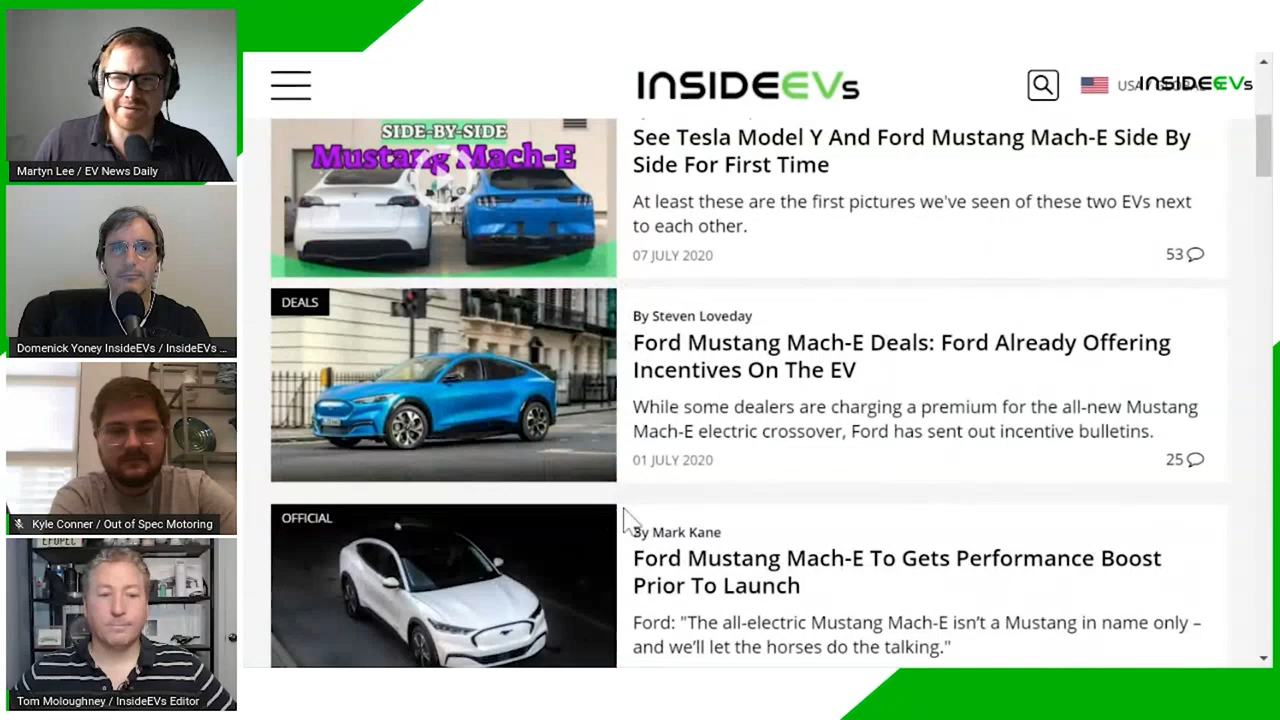 Martyn Lee / EV News Daily
Domenick Yoney InsideEVs / InsideEVs ...
Kyle Conner / Out of Spec Motoring
EFOPEC
Tom Moloughney / InsideEVs Editor
INSIDEEVs
USA / GLOBAL
INSIDEEVs
SIDE-BY-SIDE
Mustang Mach-E
See Tesla Model Y And Ford Mustang Mach-E Side By
Side For First Time
At least these are the first pictures we've seen of these two EVs next
to each other.
07 JULY 2020
53
DEALS
By Steven Loveday
Ford Mustang Mach-E Deals: Ford Already Offering
Incentives On The EV
While some dealers are charging a premium for the all-new Mustang
Mach-E electric crossover, Ford has sent out incentive bulletins.
01 JULY 2020
25
OFFICIAL
By Mark Kane
Ford Mustang Mach-E To Gets Performance Boost
Prior To Launch
Ford: "The all-electric Mustang Mach-E isn’t a Mustang in name only –
and we’ll let the horses do the talking."